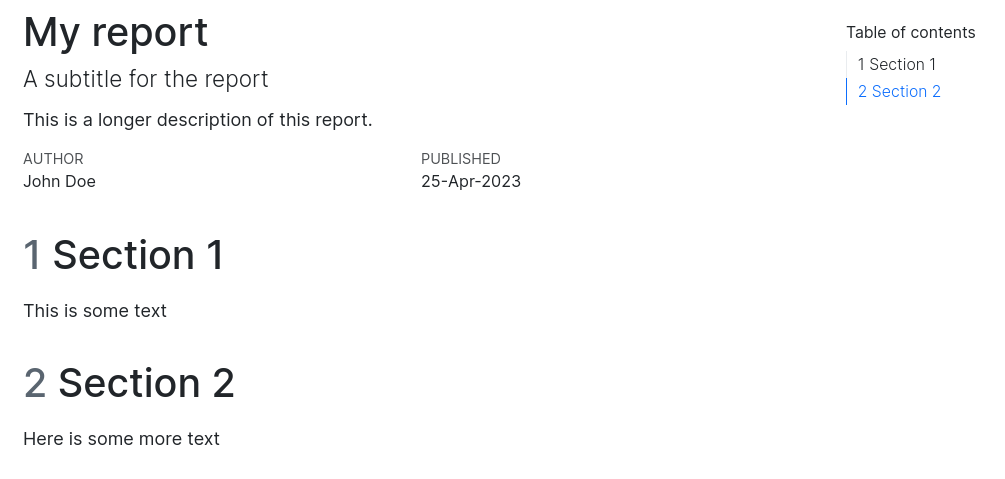 My report
A subtitle for the report
This is a longer description of this report.
AUTHOR
John Doe
PUBLISHED
25-Apr-2023
1 Section 1
This is some text
2 Section 2
Here is some more text
Table of contents
1 Section 1
2 Section 2